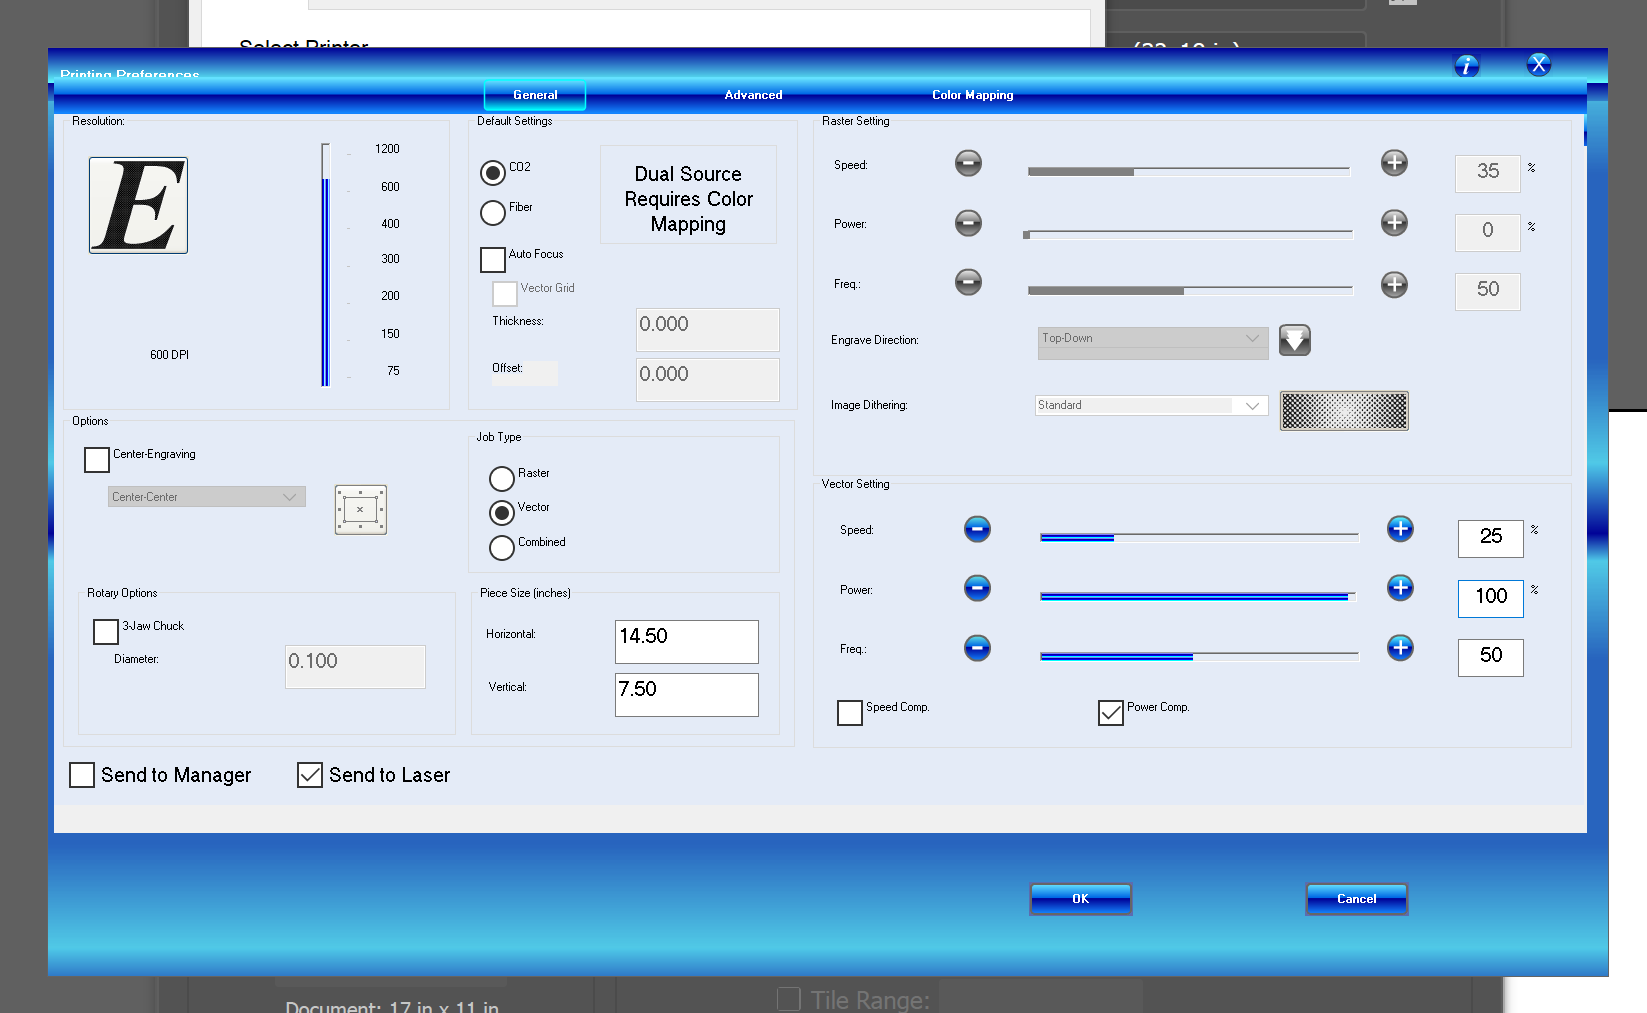 Select Printer
Printing Preferences
General
Advanced
Color Mapping
Resolution:
E
1200
600
400
300
200
150
75
600 DPI
Default Settings
CO2
Fiber
Dual Source
Requires Color
Mapping
Auto Focus
Vector Grid
Thickness:
0.000
Offset:
0.000
Options
Center-Engraving
Center-Center
Job Type
Raster
Vector
Combined
Rotary Options
3-Jaw Chuck
Diameter:
0.100
Piece Size (inches)
Horizontal:
14.50
Vertical:
7.50
Send to Manager
Send to Laser
Raster Setting
Speed:
35
%
Power:
0
%
Freq.:
50
Engrave Direction:
Top-Down
Image Dithering:
Standard
Vector Setting
Speed:
25
%
Power:
100
%
Freq.:
50
Speed Comp.
Power Comp.
OK
Cancel
Document: 17 in x 11 in
Tile Range: